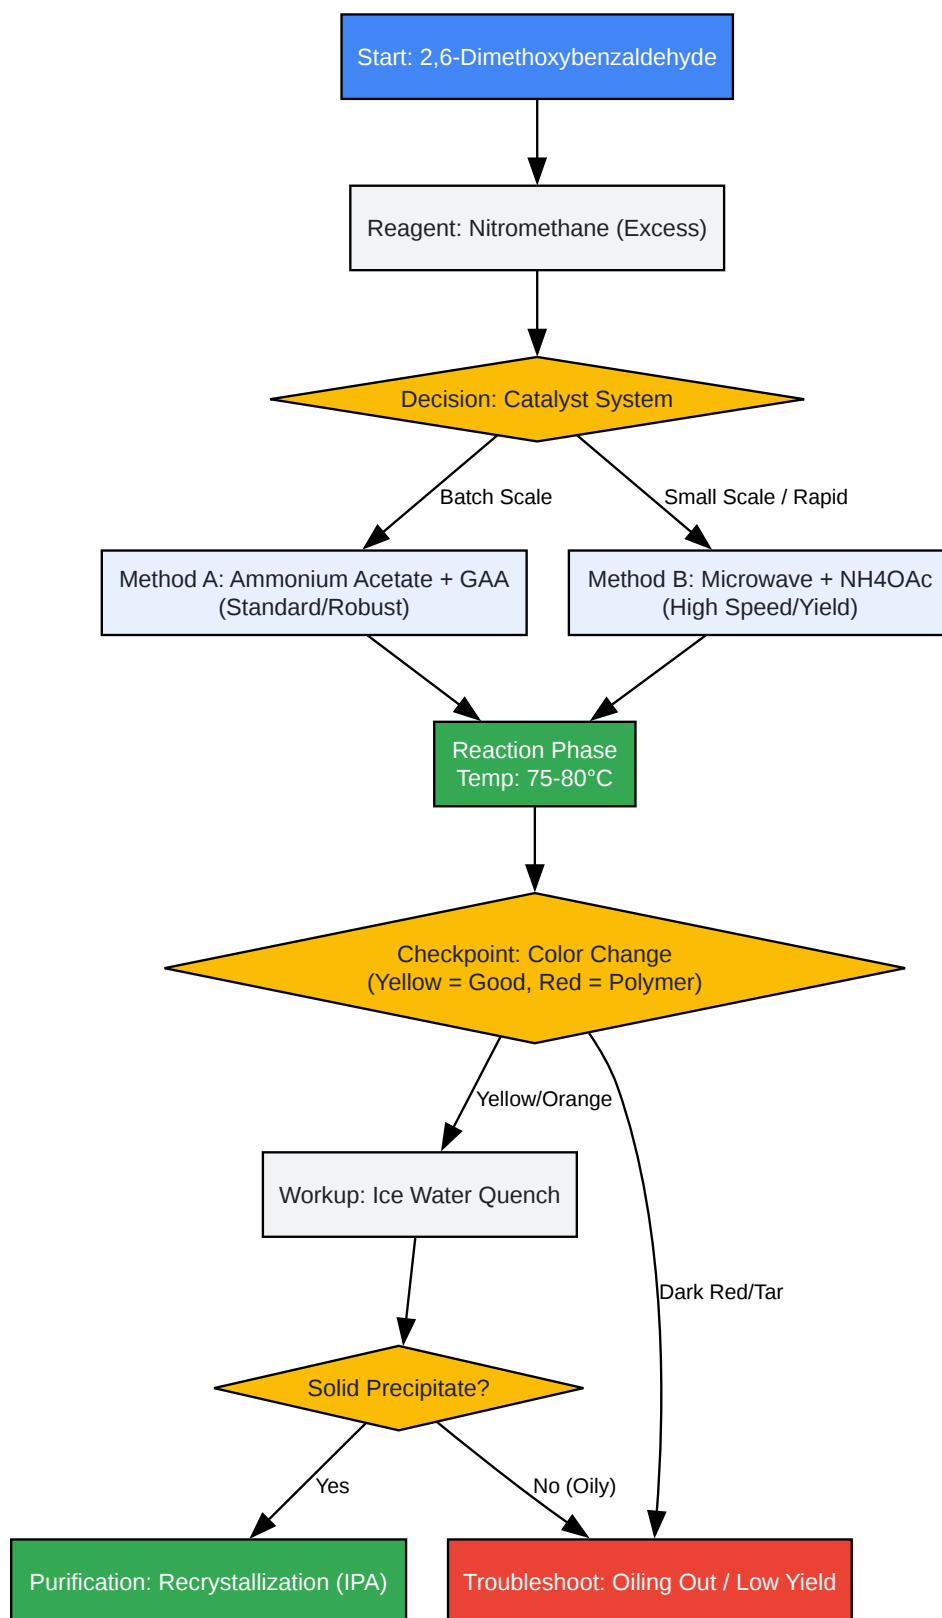 Start: 2,6-Dimethoxybenzaldehyde
Reagent: Nitromethane (Excess)
Decision: Catalyst System
Batch Scale
Small Scale / Rapid
Method A: Ammonium Acetate + GAA
(Standard/Robust)
Method B: Microwave + NH4OAc
(High Speed/Yield)
Reaction Phase
Temp: 75-80°C
Checkpoint: Color Change
(Yellow = Good, Red = Polymer)
Yellow/Orange
Workup: Ice Water Quench
Dark Red/Tar
Solid Precipitate?
Yes
No (Oily)
Purification: Recrystallization (IPA)
Troubleshoot: Oiling Out / Low Yield